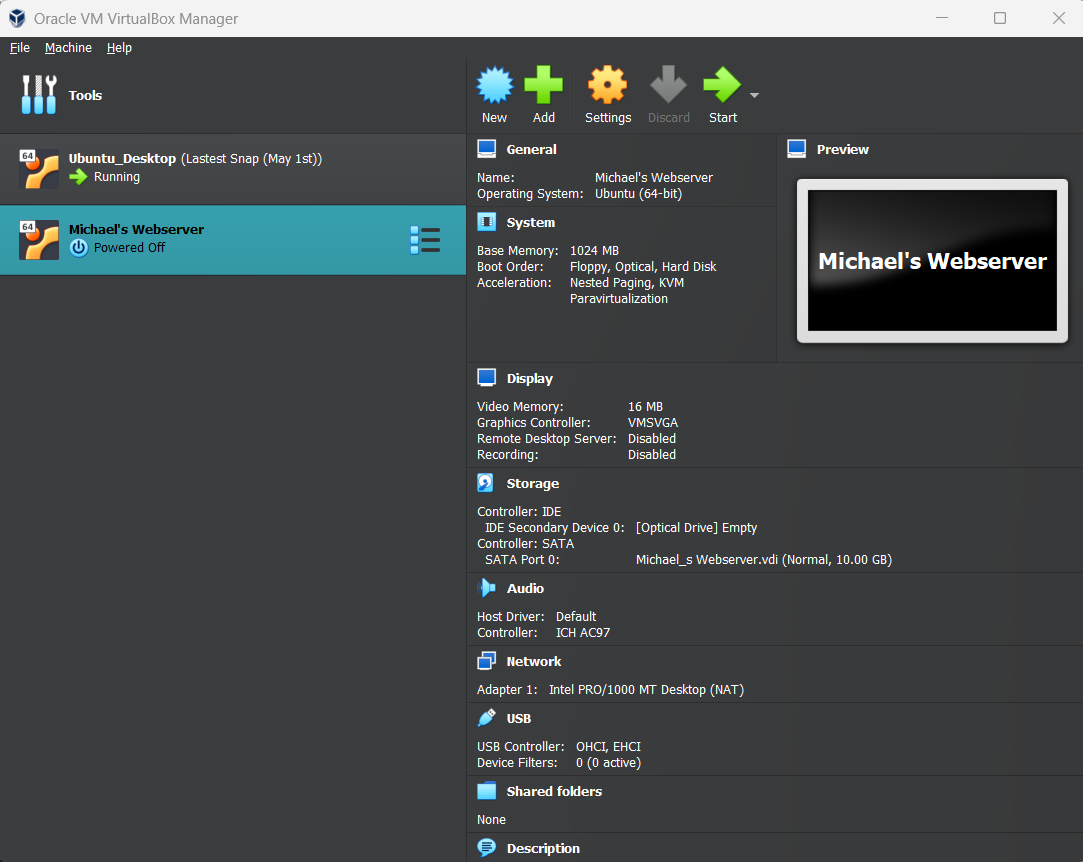 Oracle VM VirtualBox Manager
File Machine Help
Tools
New Add Settings Discard Start
64
Ubuntu_Desktop (Lastest Snap (May 1st))
Running
64
Michael's Webserver
Powered Off
General
Name: Michael's Webserver
Operating System: Ubuntu (64-bit)
System
Base Memory: 1024 MB
Boot Order: Floppy, Optical, Hard Disk
Acceleration: Nested Paging, KVM
Paravirtualization
Preview
Michael's Webserver
Display
Video Memory: 16 MB
Graphics Controller: VMSVGA
Remote Desktop Server: Disabled
Recording: Disabled
Storage
Controller: IDE
IDE Secondary Device 0: [Optical Drive] Empty
Controller: SATA
SATA Port 0: Michael_s Webserver.vdi (Normal, 10.00 GB)
Audio
Host Driver: Default
Controller: ICH AC97
Network
Adapter 1: Intel PRO/1000 MT Desktop (NAT)
USB
USB Controller: OHCI, EHCI
Device Filters: 0 (0 active)
Shared folders
None
Description